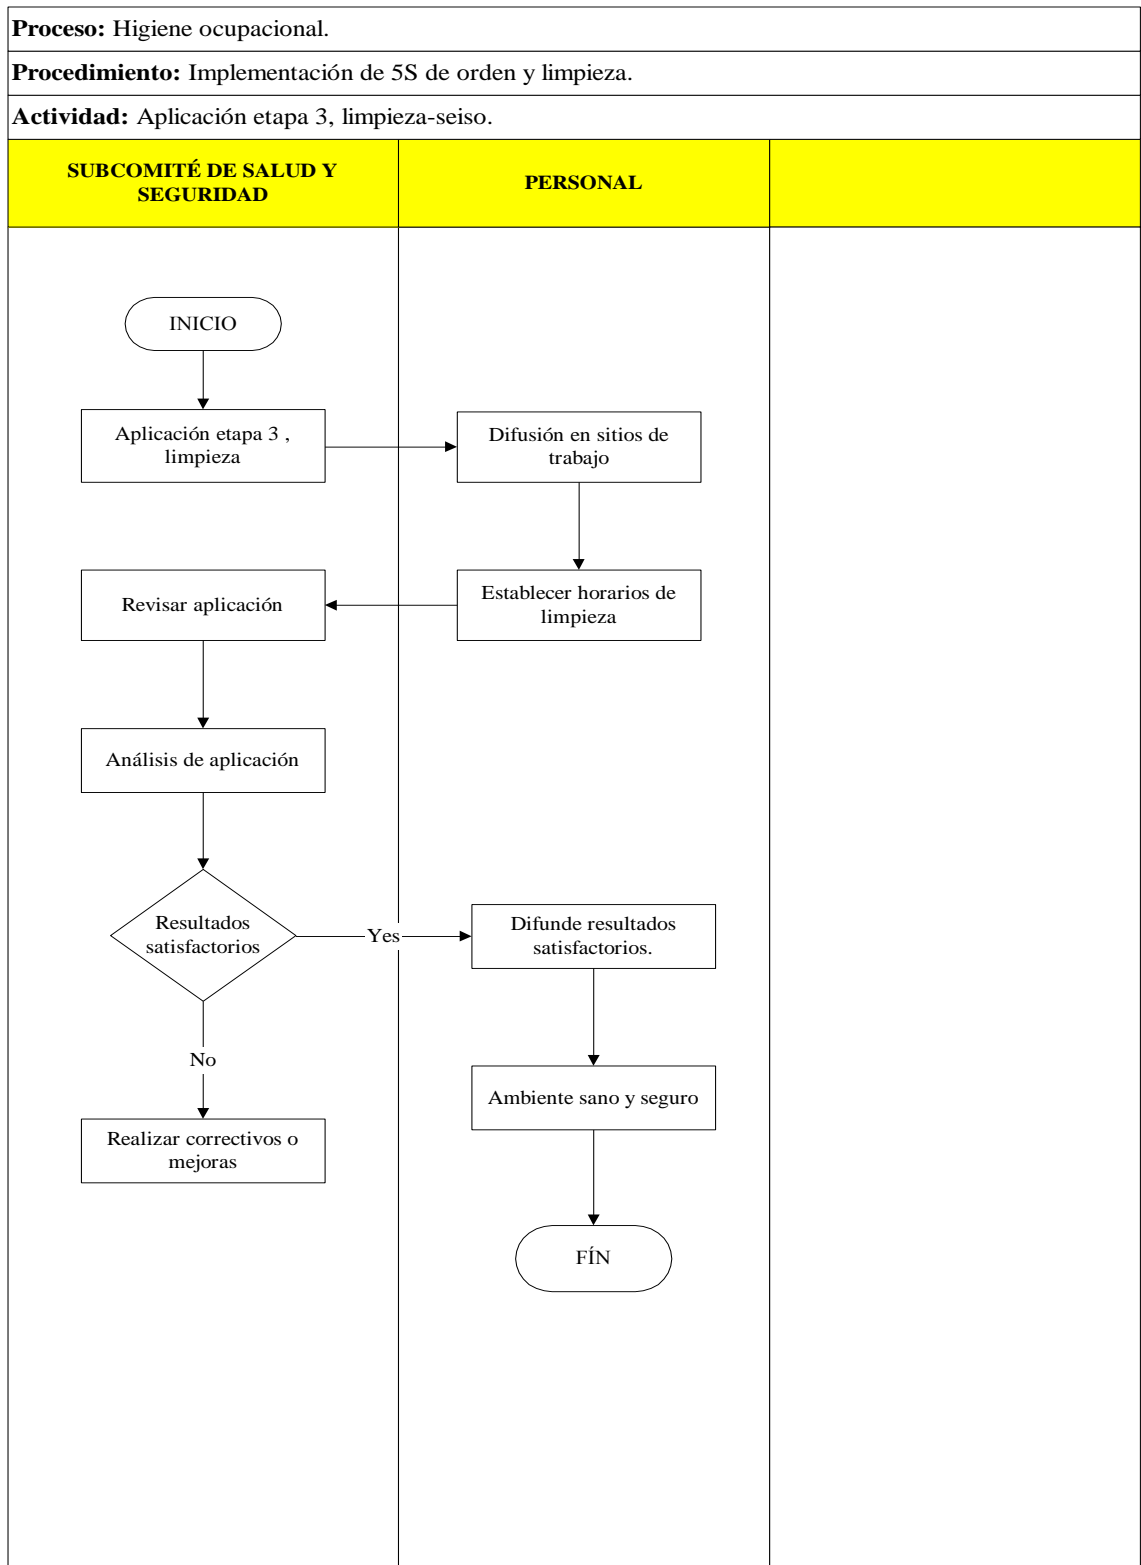 Proceso: Higiene ocupacional.
Procedimiento: Implementación de 5S de orden y limpieza.
Actividad: Aplicación etapa 3, limpieza-seiso.
SUBCOMITÉ DE SALUD Y
SEGURIDAD
PERSONAL
INICIO
Aplicación etapa 3 ,
limpieza
Difusión en sitios de
trabajo
Establecer horarios de
limpieza
Revisar aplicación
Análisis de aplicación
Resultados
satisfactorios
Yes
Difunde resultados
satisfactorios.
No
Realizar correctivos o
mejoras
Ambiente sano y seguro
FÍN